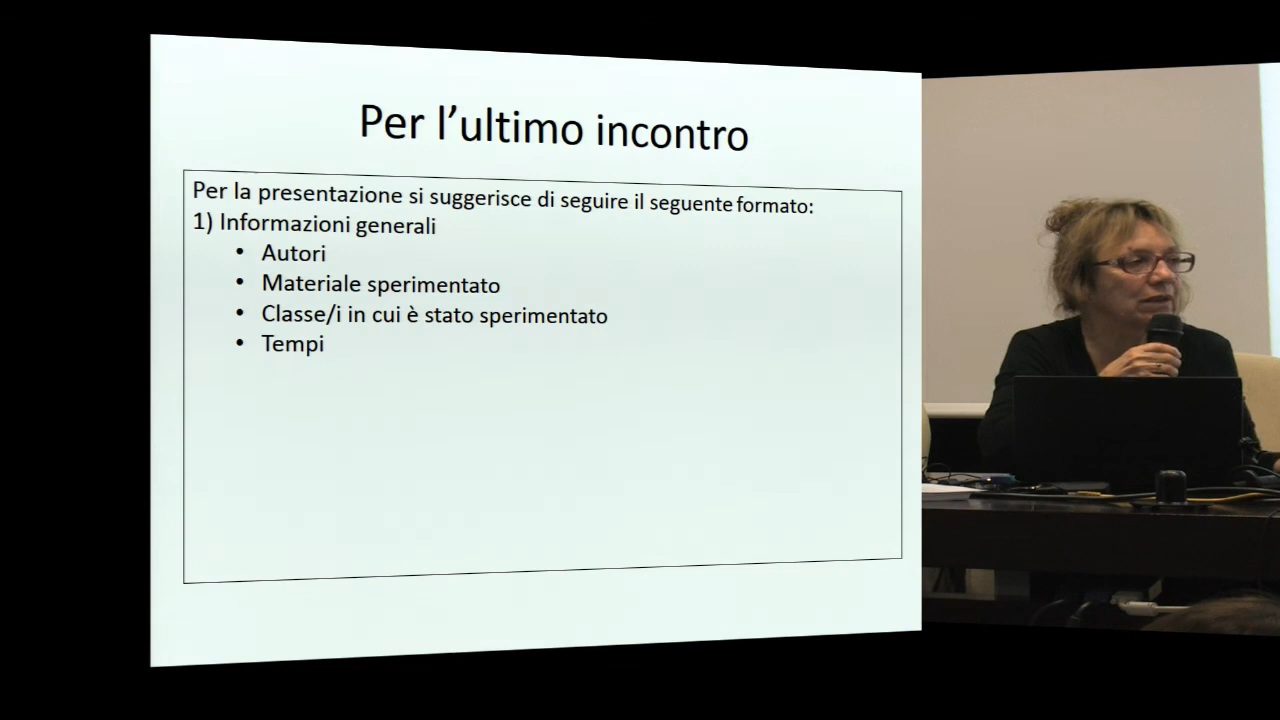 Per l'ultimo incontro
Per la presentazione si suggerisce di seguire il seguente formato:
1) Informazioni generali
• Autori
• Materiale sperimentato
• Classe/i in cui è stato sperimentato
• Tempi